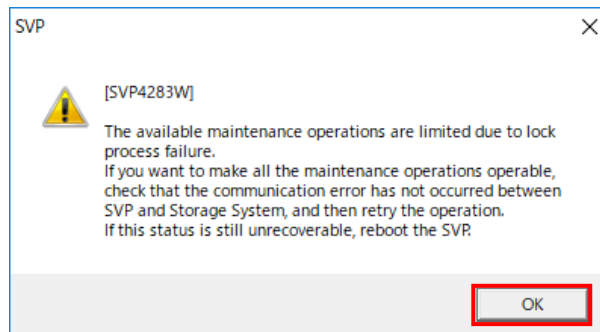 SVP
[SVP4283W]
The available maintenance operations are limited due to lock
process failure.
If you want to make all the maintenance operations operable,
check that the communication error has not occurred between
SVP and Storage System, and then retry the operation.
If this status is still unrecoverable, reboot the SVP.
OK